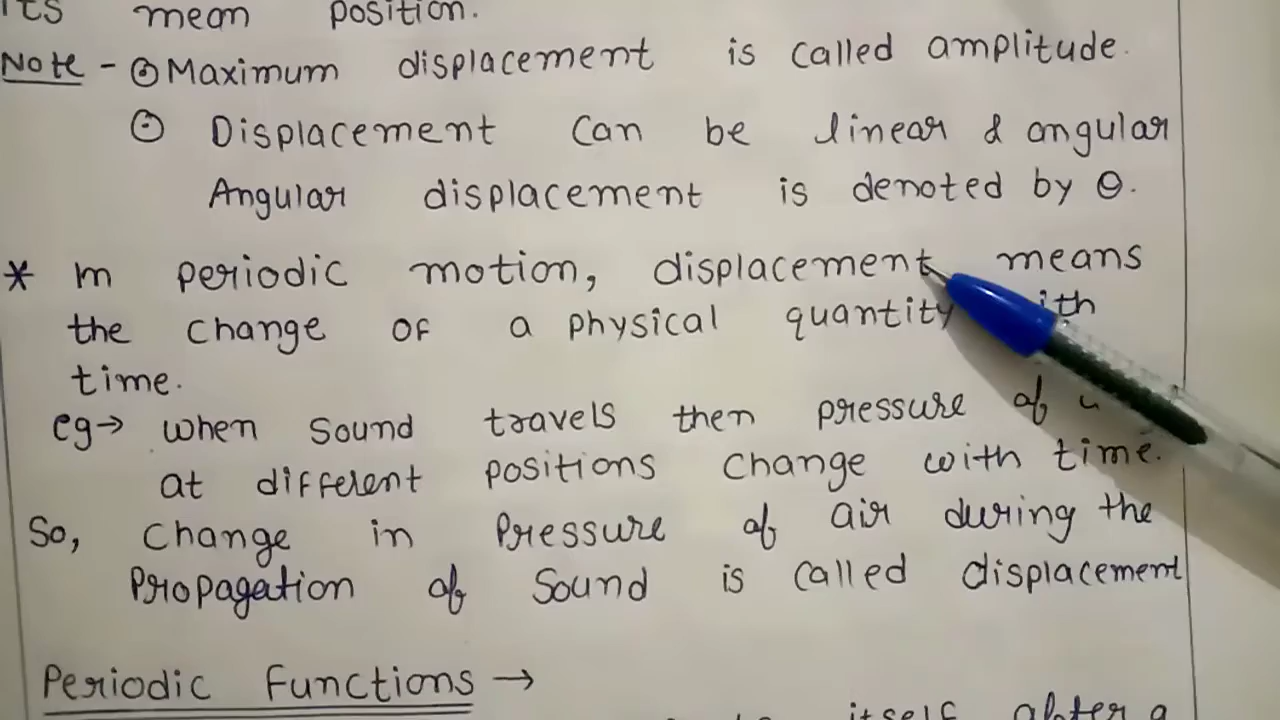 its mean position.
Note - ⊙ Maximum displacement is called amplitude.
⊙ Displacement can be linear & angular
Angular displacement is denoted by θ.
* In periodic motion, displacement means
the change of a physical quantity with
time.
eg→ when sound travels then pressure of
at different positions change with time.
So, change in pressure of air during the
propagation of sound is called displacement
Periodic Functions →
itself after a